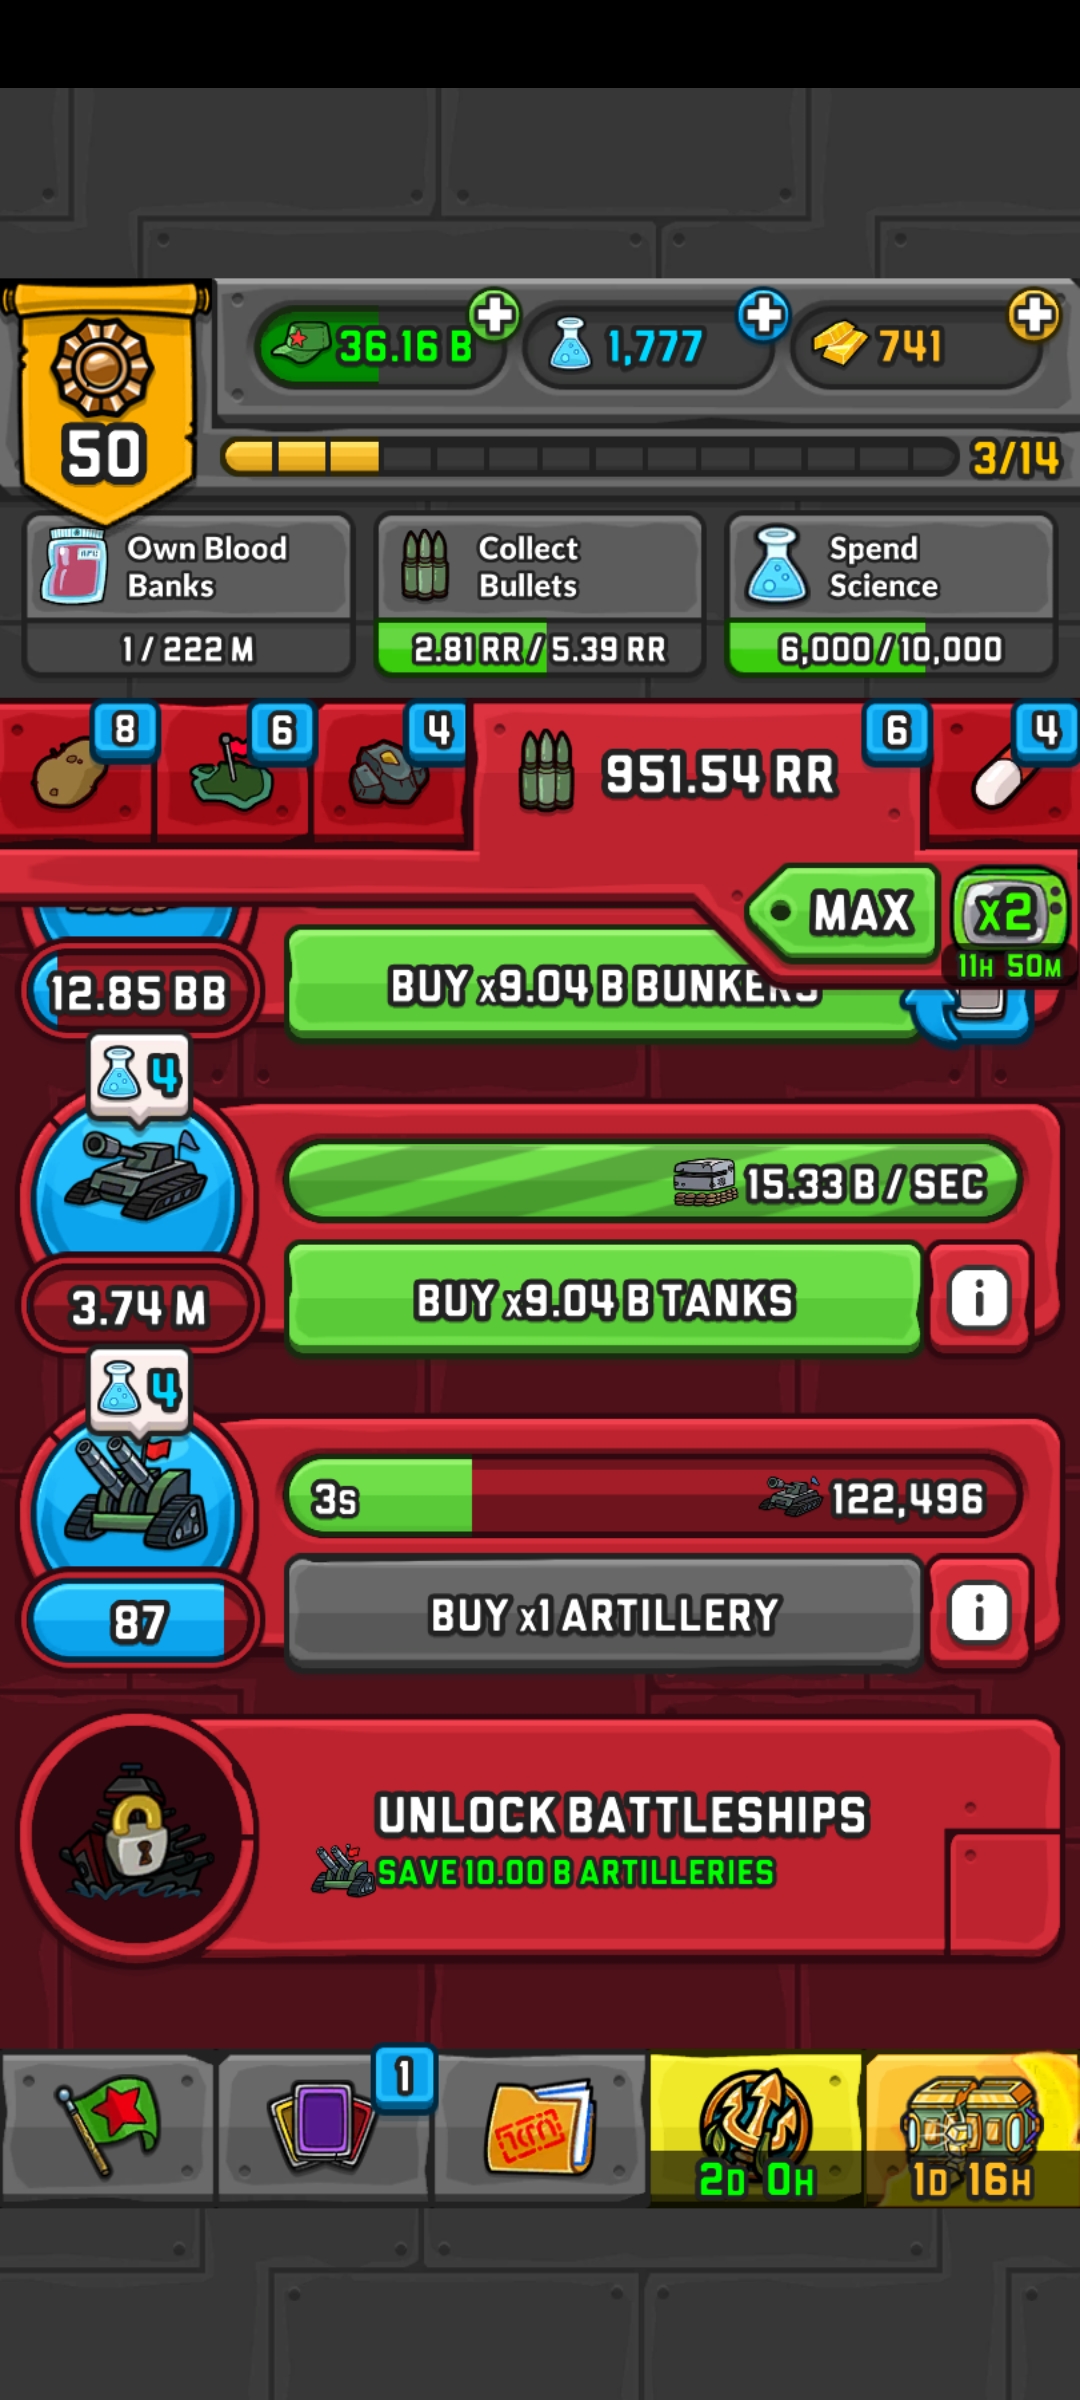 36.16 B
1,777
741
50
3/14
Own Blood
Banks
1 / 222 M
Collect
Bullets
2.81 RR / 5.39 RR
Spend
Science
6,000 / 10,000
8
6
4
951.54 RR
6
4
MAX
x2
11H 50M
12.85 BB
BUY x9.04 B BUNKERS
4
15.33 B / SEC
3.74 M
BUY x9.04 B TANKS
i
4
3s
122,496
87
BUY x1 ARTILLERY
i
UNLOCK BATTLESHIPS
SAVE 10.00 B ARTILLERIES
1
2D 0H
1D 16H